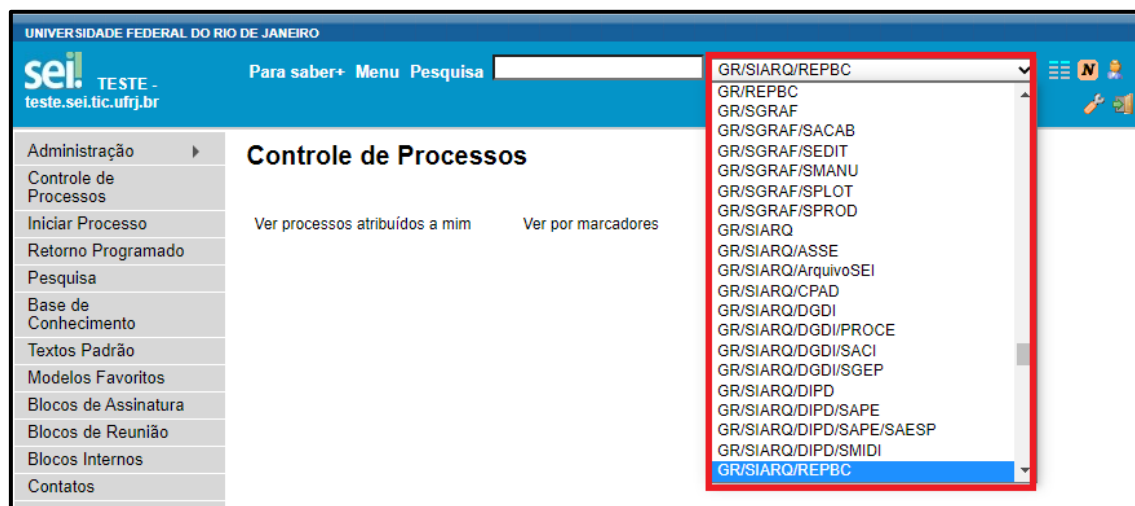 UNIVERSIDADE FEDERAL DO RIO DE JANEIRO
sei! TESTE -
teste.sei.tic.ufrj.br
Para saber+ Menu Pesquisa
GR/SIARQ/REPBC
N
GR/REPBC
GR/SGRAF
GR/SGRAF/SACAB
GR/SGRAF/SEDIT
GR/SGRAF/SMANU
GR/SGRAF/SPLOT
GR/SGRAF/SPROD
GR/SIARQ
GR/SIARQ/ASSE
GR/SIARQ/ArquivoSEI
GR/SIARQ/CPAD
GR/SIARQ/DGDI
GR/SIARQ/DGDI/PROCE
GR/SIARQ/DGDI/SACI
GR/SIARQ/DGDI/SGEP
GR/SIARQ/DIPD
GR/SIARQ/DIPD/SAPE
GR/SIARQ/DIPD/SAPE/SAESP
GR/SIARQ/DIPD/SMIDI
GR/SIARQ/REPBC
Administração
Controle de
Processos
Iniciar Processo
Retorno Programado
Pesquisa
Base de
Conhecimento
Textos Padrão
Modelos Favoritos
Blocos de Assinatura
Blocos de Reunião
Blocos Internos
Contatos
Controle de Processos
Ver processos atribuídos a mim
Ver por marcadores